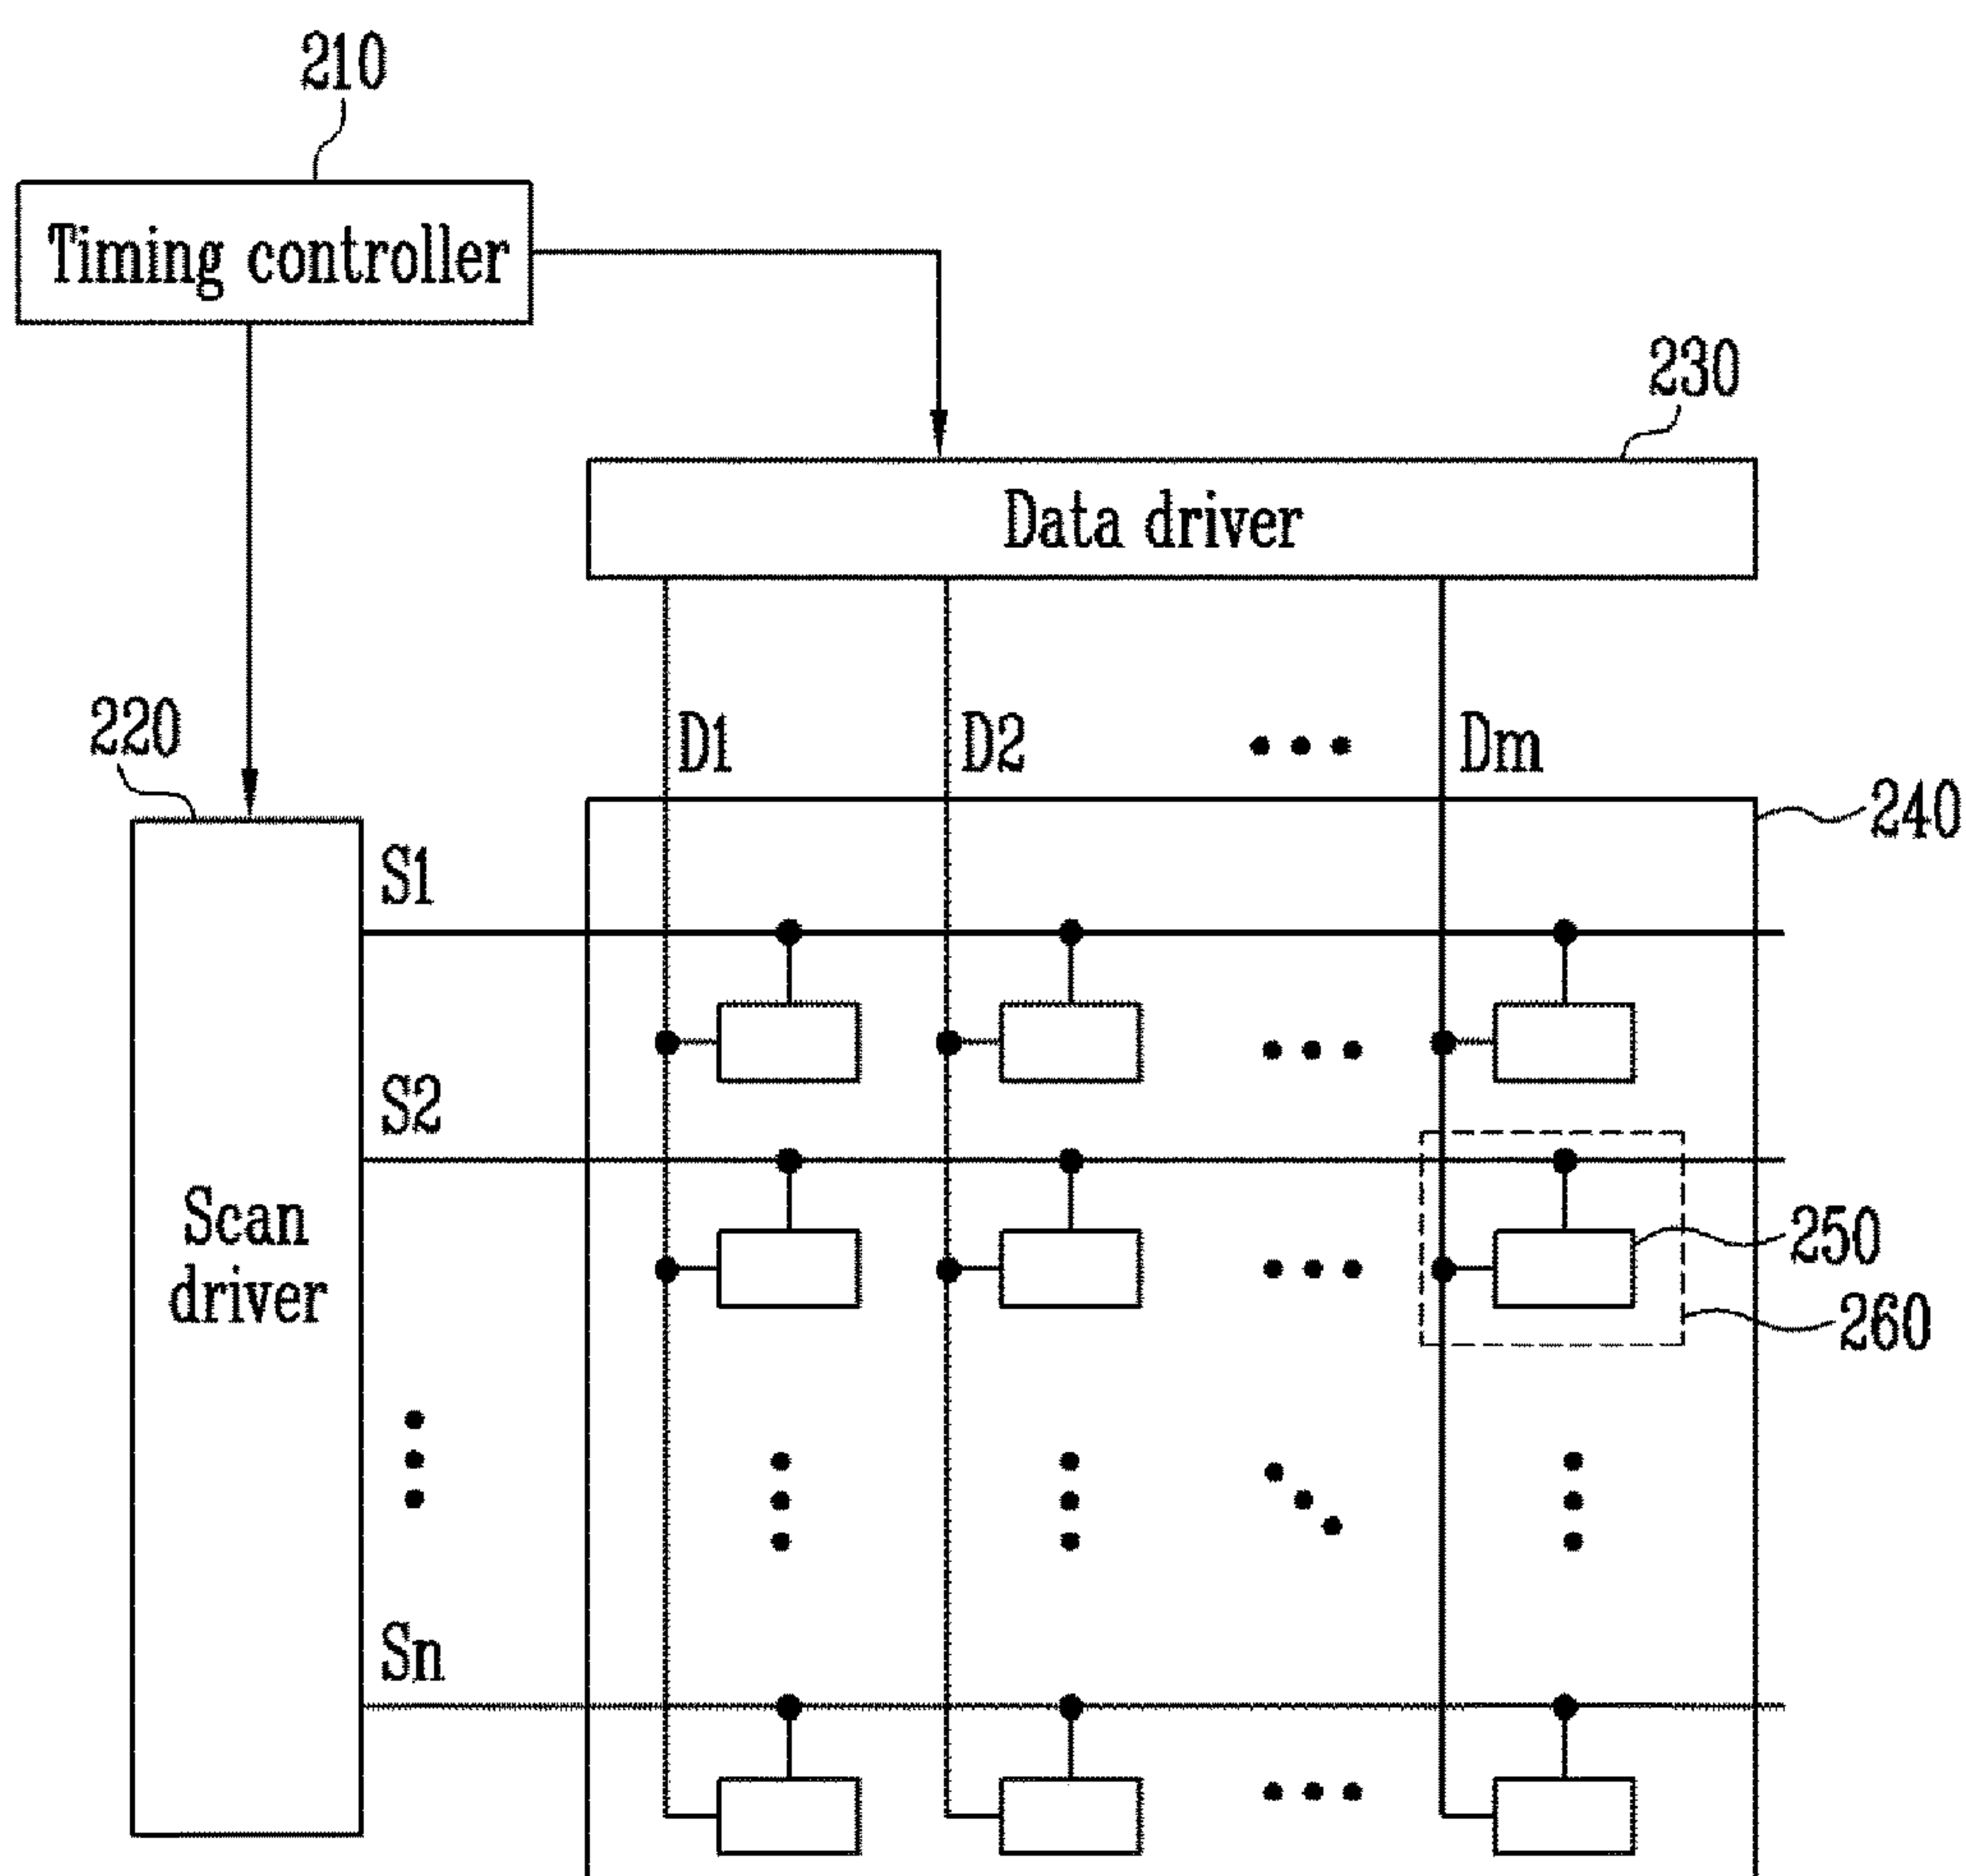 210
Timing controller
230
Data driver
220
D1 D2 Dm
240
S1
S2
Scan
driver
250
260
Sn